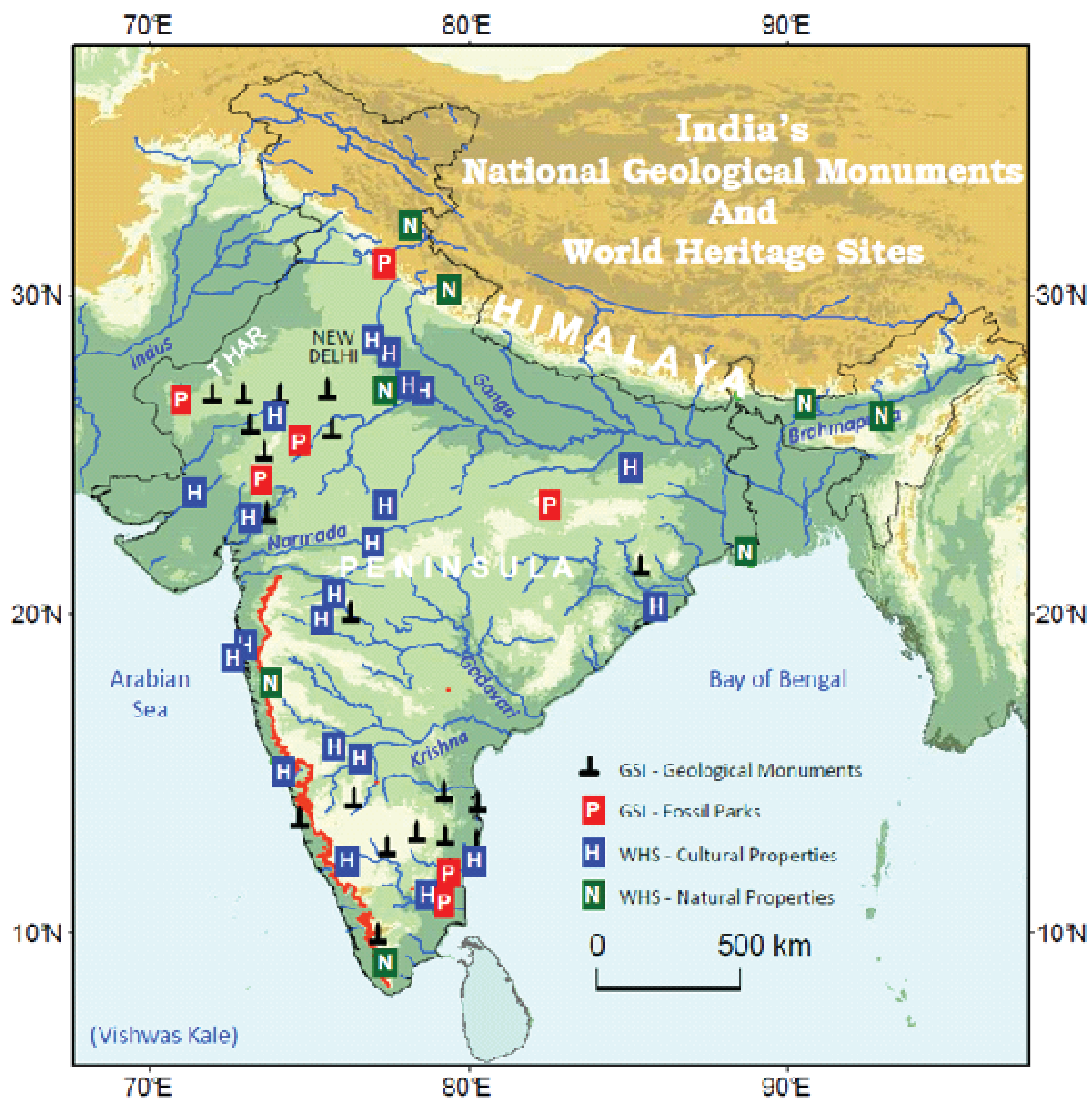 70°E 80°E 90°E
India's
National Geological Monuments
And
World Heritage Sites
N
P
N
30°N 30°N
HIMALAYA
Indus
THAR
NEW
DELHI
H
H
N
H
H
Ganga
P
H
P
N
N
Brahmap a
H
P
H
P
H
H
Narmada
H
N
PENINSULA
H
H
H
20°N 20°N
H
H
N
Godavari
Arabian
Sea
Bay of Bengal
H
H
Krishna
H
GSI - Geological Monuments
P GSI - Fossil Parks
H WHS - Cultural Properties
N WHS - Natural Properties
H
H
P
H
P
10°N 10°N
N
0 500 km
(Vishwas Kale)
70°E 80°E 90°E